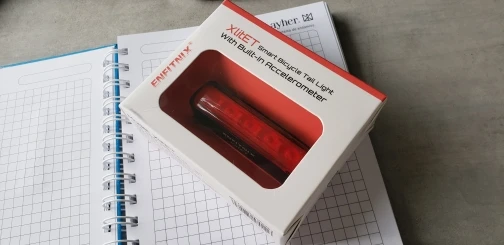 ENFITNIX
XlitET Smart Bicycle Tail Light
With Built-in Accelerometer